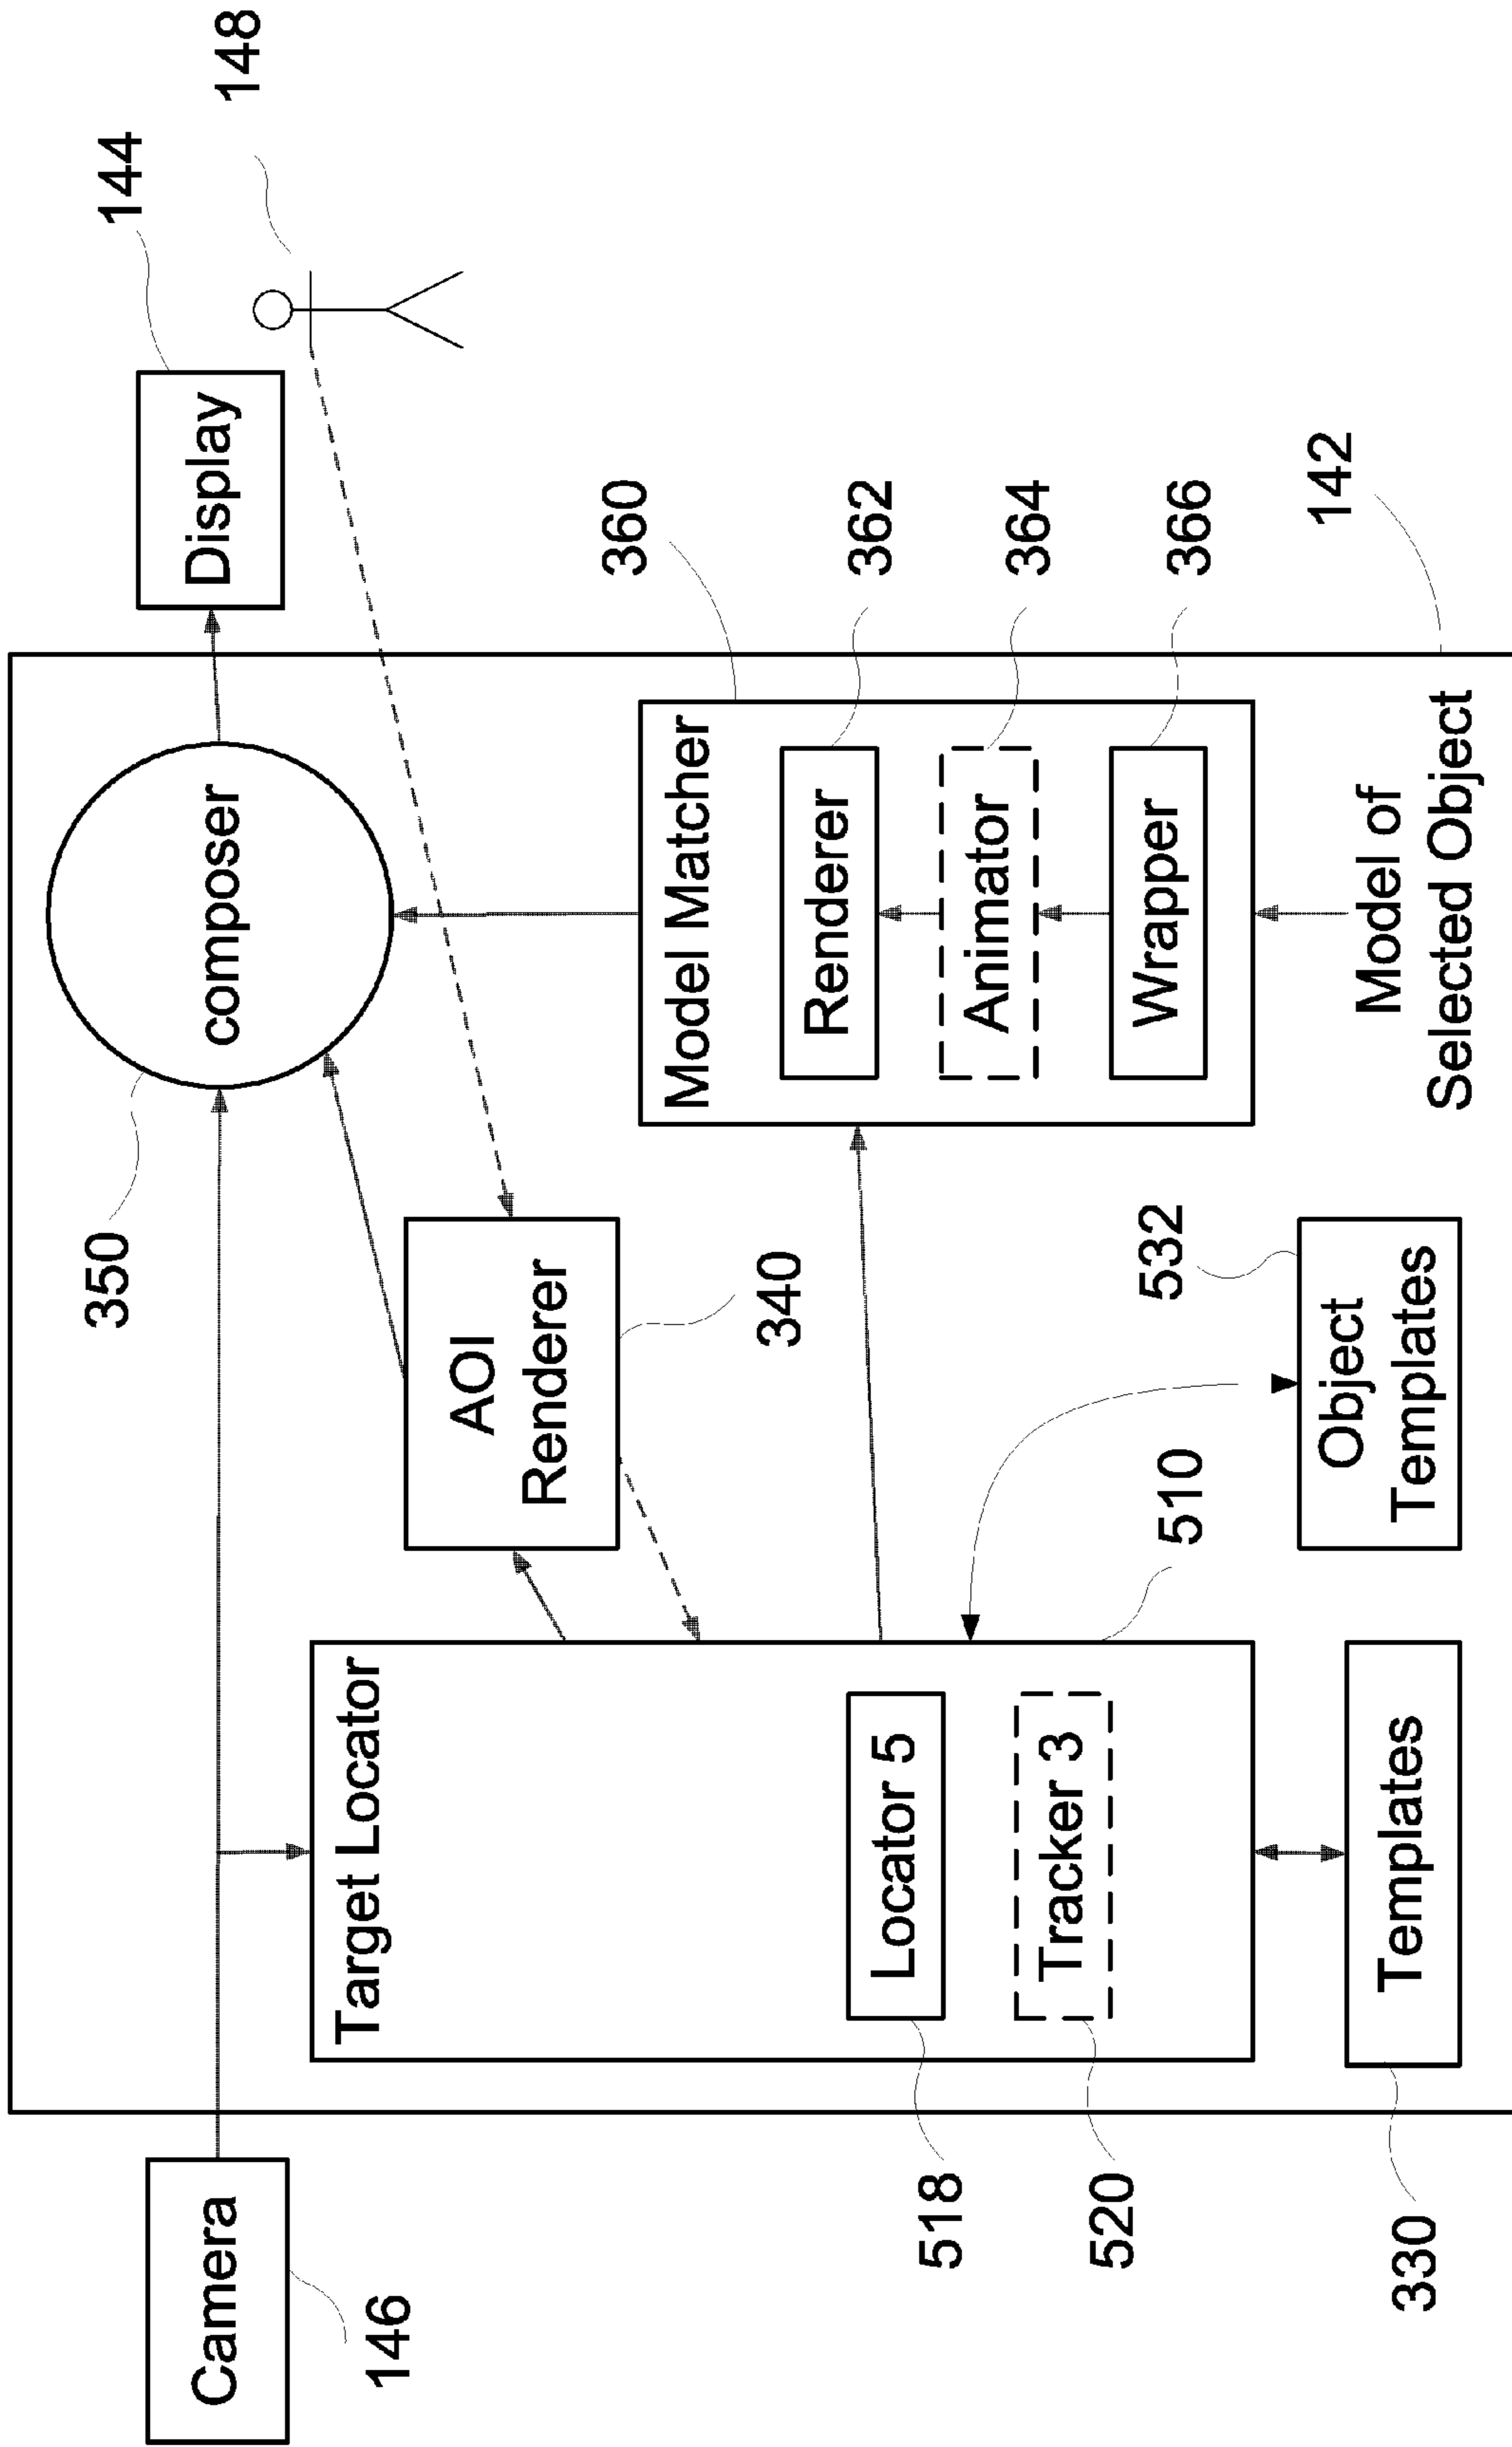 Camera
146
Display
144
148
composer
350
Target Locator
Locator 5
518
Tracker 3
520
510
Templates
330
AOI
Renderer
340
Object
Templates
532
Model Matcher
360
Renderer
362
Animator
364
Wrapper
366
Model of
Selected Object
142